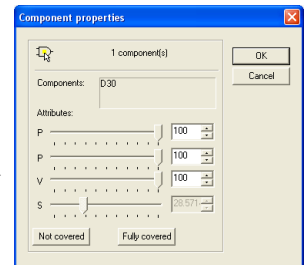 Component properties
1 component(s)
OK
Cancel
Components: D30
Attributes:
P 100
P 100
V 100
S 28.571
Not covered Fully covered